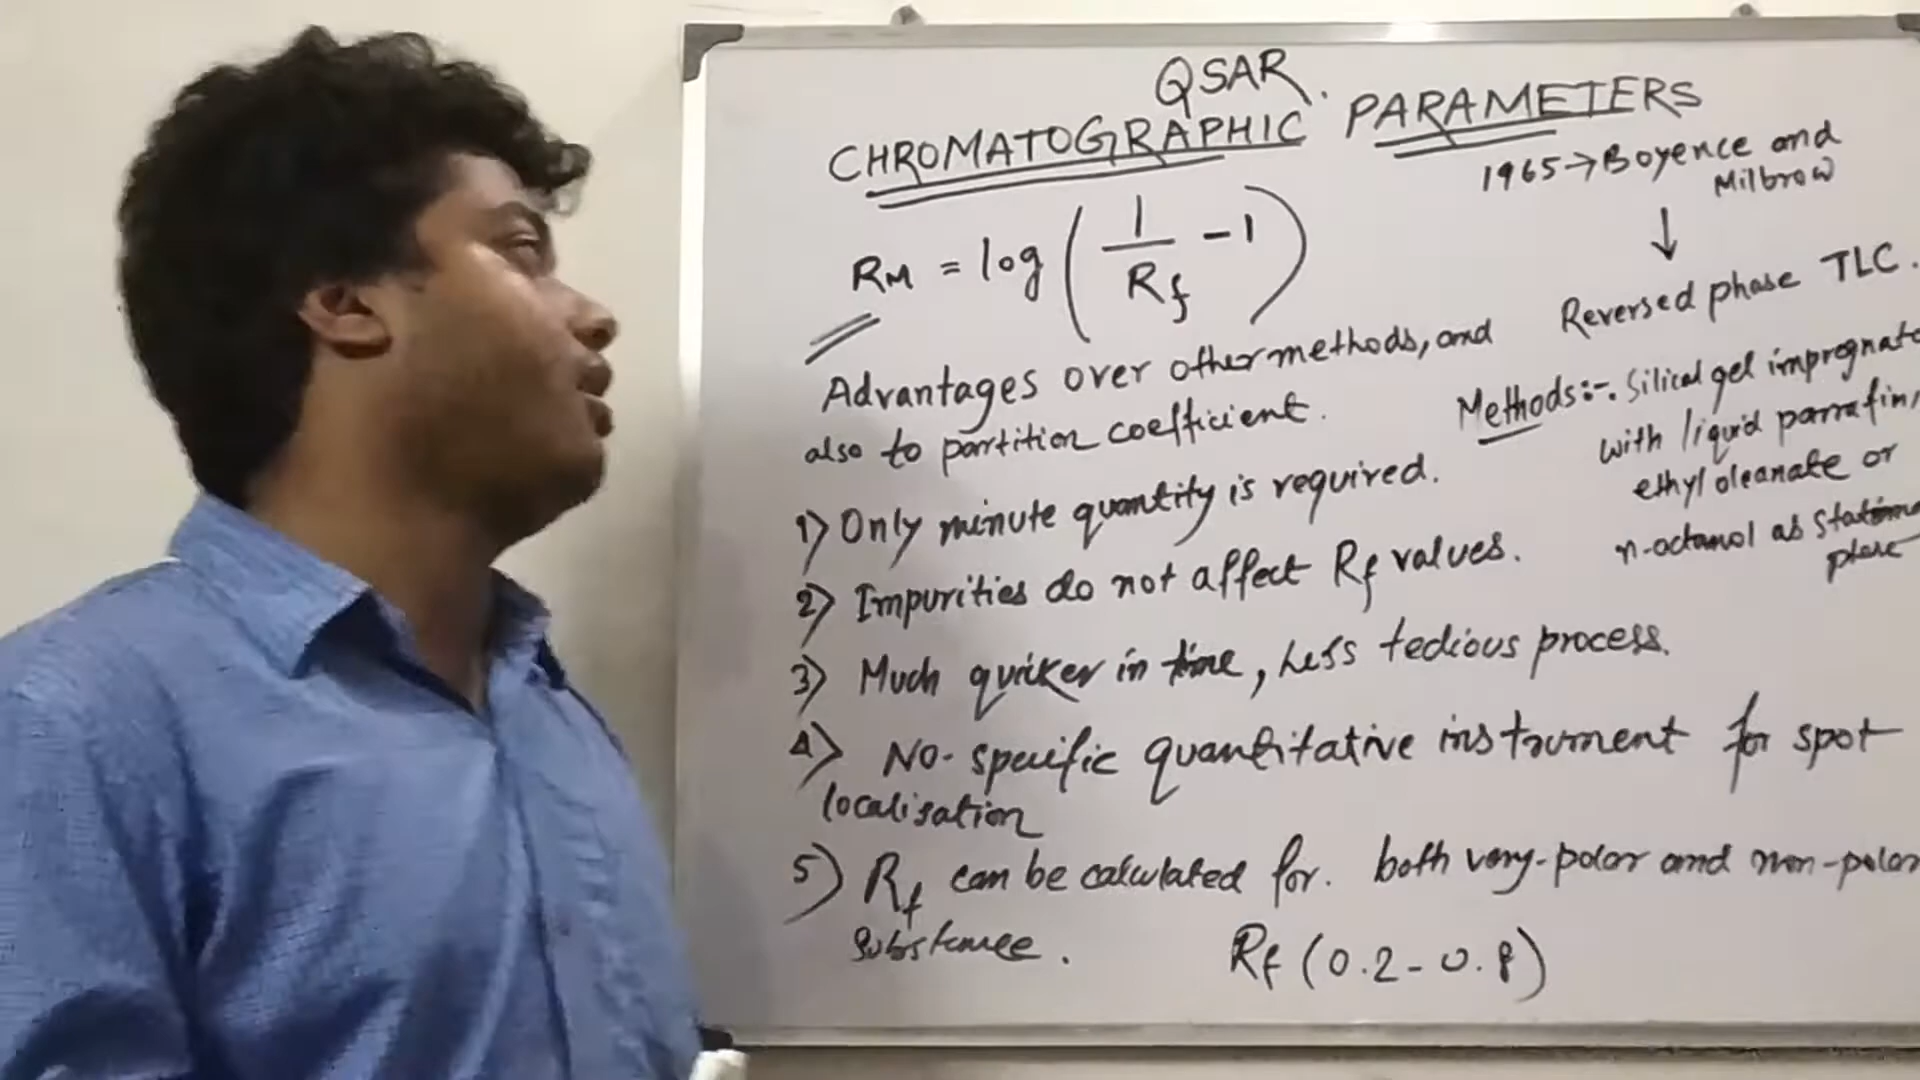 QSAR.
CHROMATOGRAPHIC PARAMETERS
1965 → Boyence and
Milbrow
↓
Reversed phase TLC.
RM = log ( 1/Rf - 1 )
Advantages over other methods, and
also to partition coefficient.
Methods:-. Silical gel impregnate
with liquid parrafin,
ethyl oleanate or
n-octanol as
1) Only minute quantity is required.
2) Impurities do not affect Rf values.
3) Much quicker in time, Less tedious process.
4) No- specific quantitative instrument for spot
localisation
5) Rf can be calculated for. both very-polar and non-polar
substance.
Rf (0.2 - 0.8)